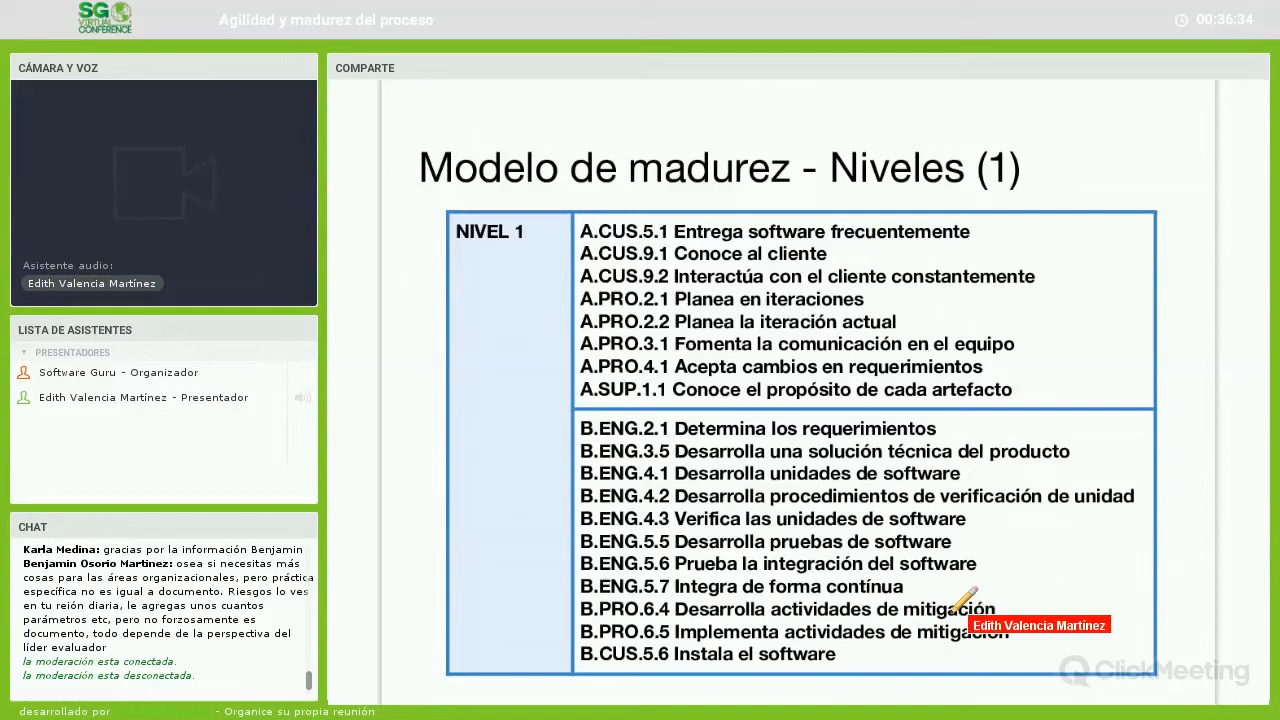 SG
VIRTUAL
CONFERENCE
Agilidad y madurez del proceso
00:36:34
CÁMARA Y VOZ
Asistente audio:
Edith Valencia Martínez
LISTA DE ASISTENTES
PRESENTADORES
Software Guru - Organizador
Edith Valencia Martínez - Presentador
CHAT
Karla Medina: gracias por la información Benjamin
Benjamin Osorio Martinez: osea si necesitas más
cosas para las áreas organizacionales, pero práctica
específica no es igual a documento. Riesgos lo ves
en tu reión diaria, le agregas unos cuantos
parámetros etc, pero no forzosamente es
documento, todo depende de la perspectiva del
líder evaluador
la moderación esta conectada.
la moderación esta desconectada.
COMPARTE
Modelo de madurez - Niveles (1)
NIVEL 1
A.CUS.5.1 Entrega software frecuentemente
A.CUS.9.1 Conoce al cliente
A.CUS.9.2 Interactúa con el cliente constantemente
A.PRO.2.1 Planea en iteraciones
A.PRO.2.2 Planea la iteración actual
A.PRO.3.1 Fomenta la comunicación en el equipo
A.PRO.4.1 Acepta cambios en requerimientos
A.SUP.1.1 Conoce el propósito de cada artefacto
B.ENG.2.1 Determina los requerimientos
B.ENG.3.5 Desarrolla una solución técnica del producto
B.ENG.4.1 Desarrolla unidades de software
B.ENG.4.2 Desarrolla procedimientos de verificación de unidad
B.ENG.4.3 Verifica las unidades de software
B.ENG.5.5 Desarrolla pruebas de software
B.ENG.5.6 Prueba la integración del software
B.ENG.5.7 Integra de forma contínua
B.PRO.6.4 Desarrolla actividades de mitigación
B.PRO.6.5 Implementa actividades de mitigación
B.CUS.5.6 Instala el software
Edith Valencia Martínez
ClickMeeting
desarrollado por - Organice su propia reunión